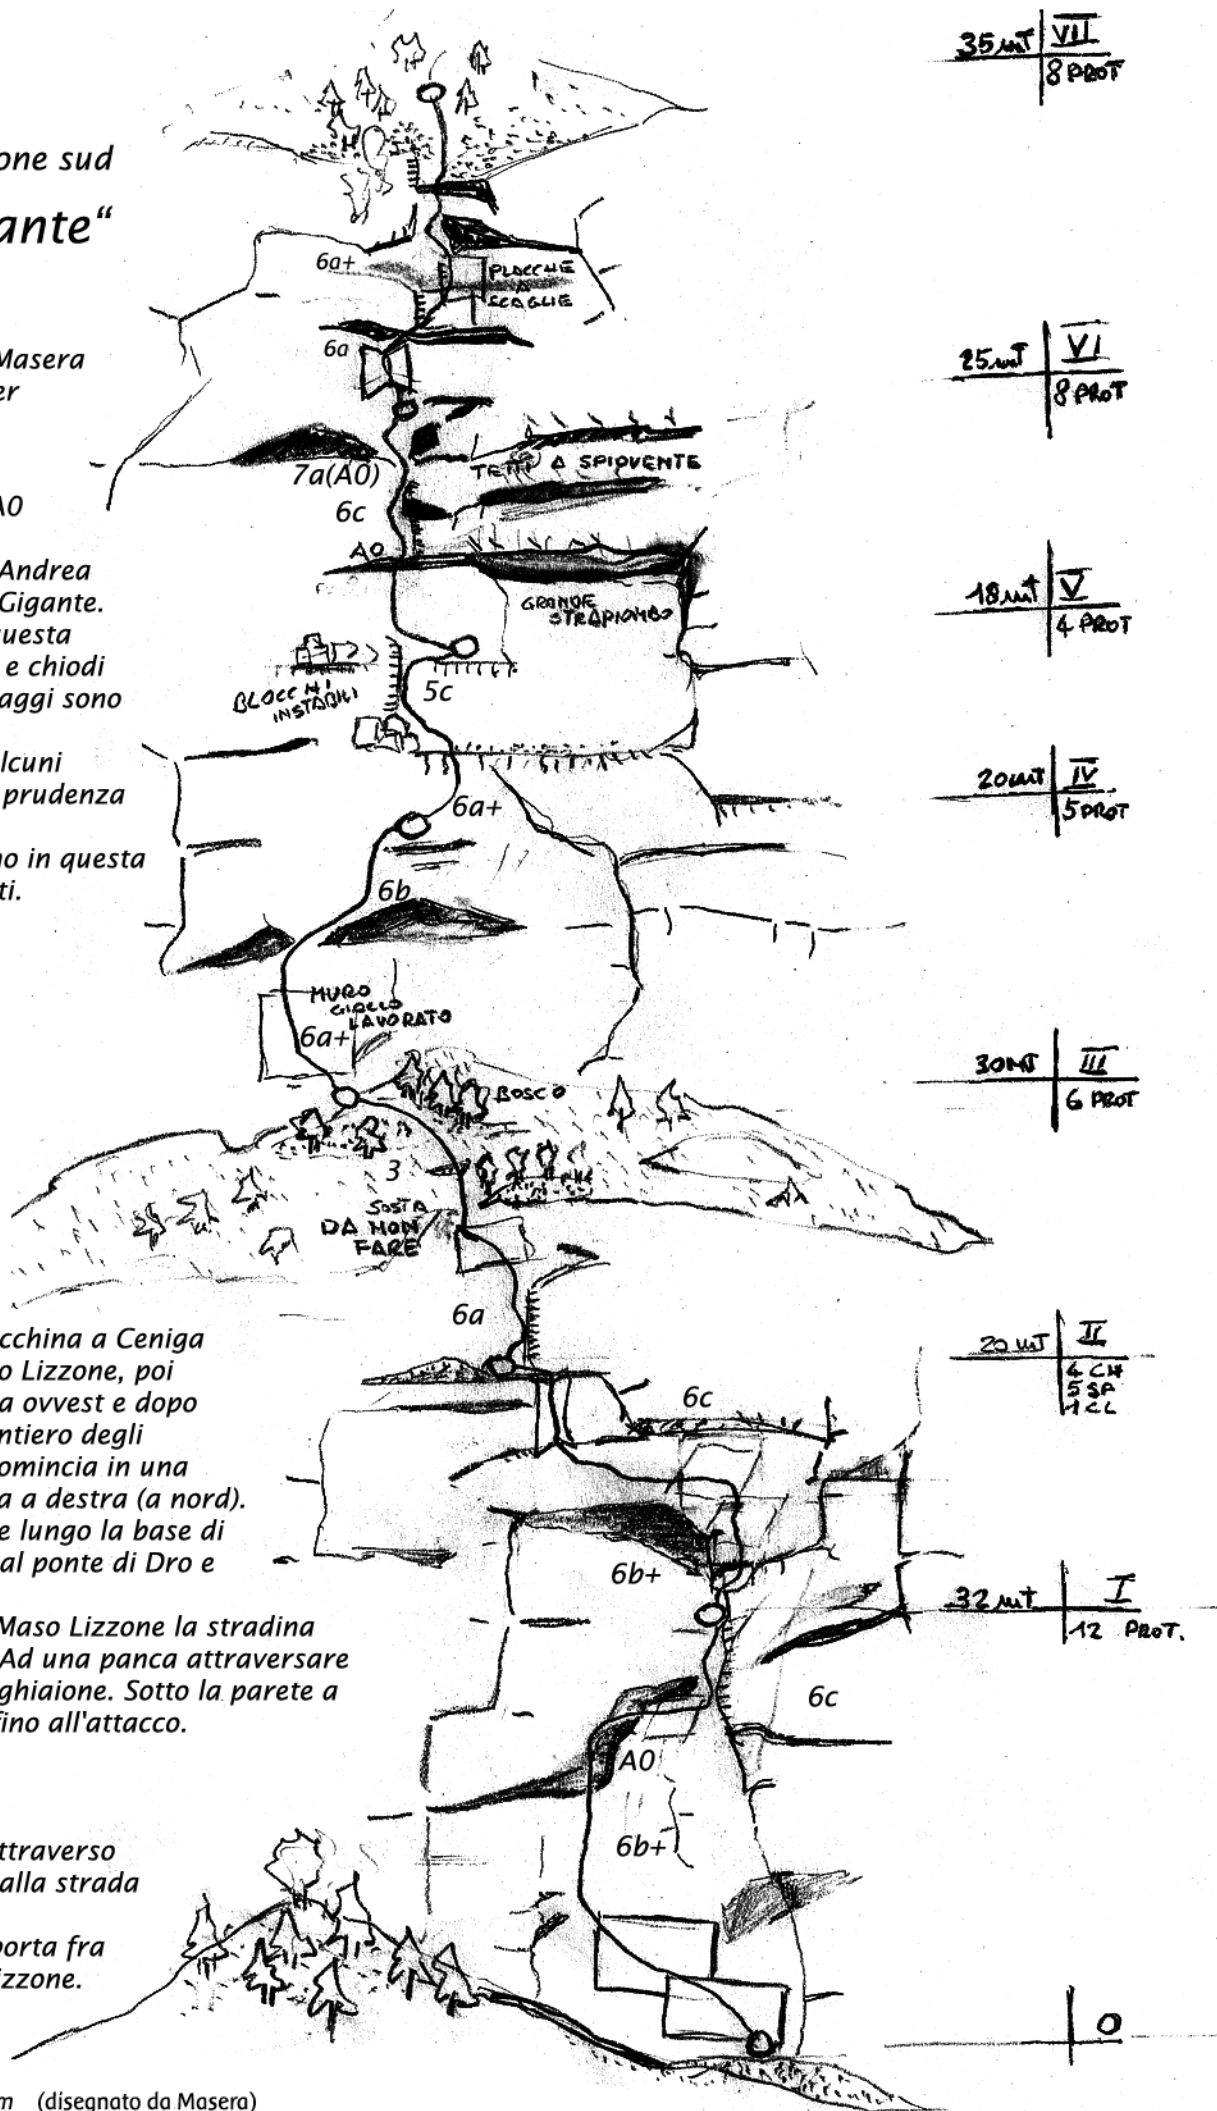 35 mT VII
8 PROT
one sud
ante“
6a+
PLACCHE
A
SCAGLIE
6a
Masera
er
25 mT VI
8 PROT
7a(A0)
TETTI A SPIOVENTE
6c
A0
A0
Andrea
Gigante.
uesta
e chiodi
aggi sono
GRANDE
STRAPIOMBO
18 mT V
4 PROT
BLOCCHI
INSTABILI
5c
lcuni
prudenza
20 mT IV
5 PROT
6a+
no in questa
ti.
6b
MURO
GIALLO
LAVORATO
6a+
30 mT III
6 PROT
BOSCO
3
SOSTA
DA NON
FARE
6a
cchina a Ceniga
o Lizzone, poi
a ovvest e dopo
ntiero degli
omincia in una
a a destra (a nord).
e lungo la base di
al ponte di Dro e
20 mT II
4 CH
5 SP
1 CL
6c
6b+
32 mT I
12 PROT.
Maso Lizzone la stradina
Ad una panca attraversare
ghiaione. Sotto la parete a
fino all'attacco.
6c
A0
6b+
ttraverso
alla strada
porta fra
izzone.
0
m (disegnato da Masera)